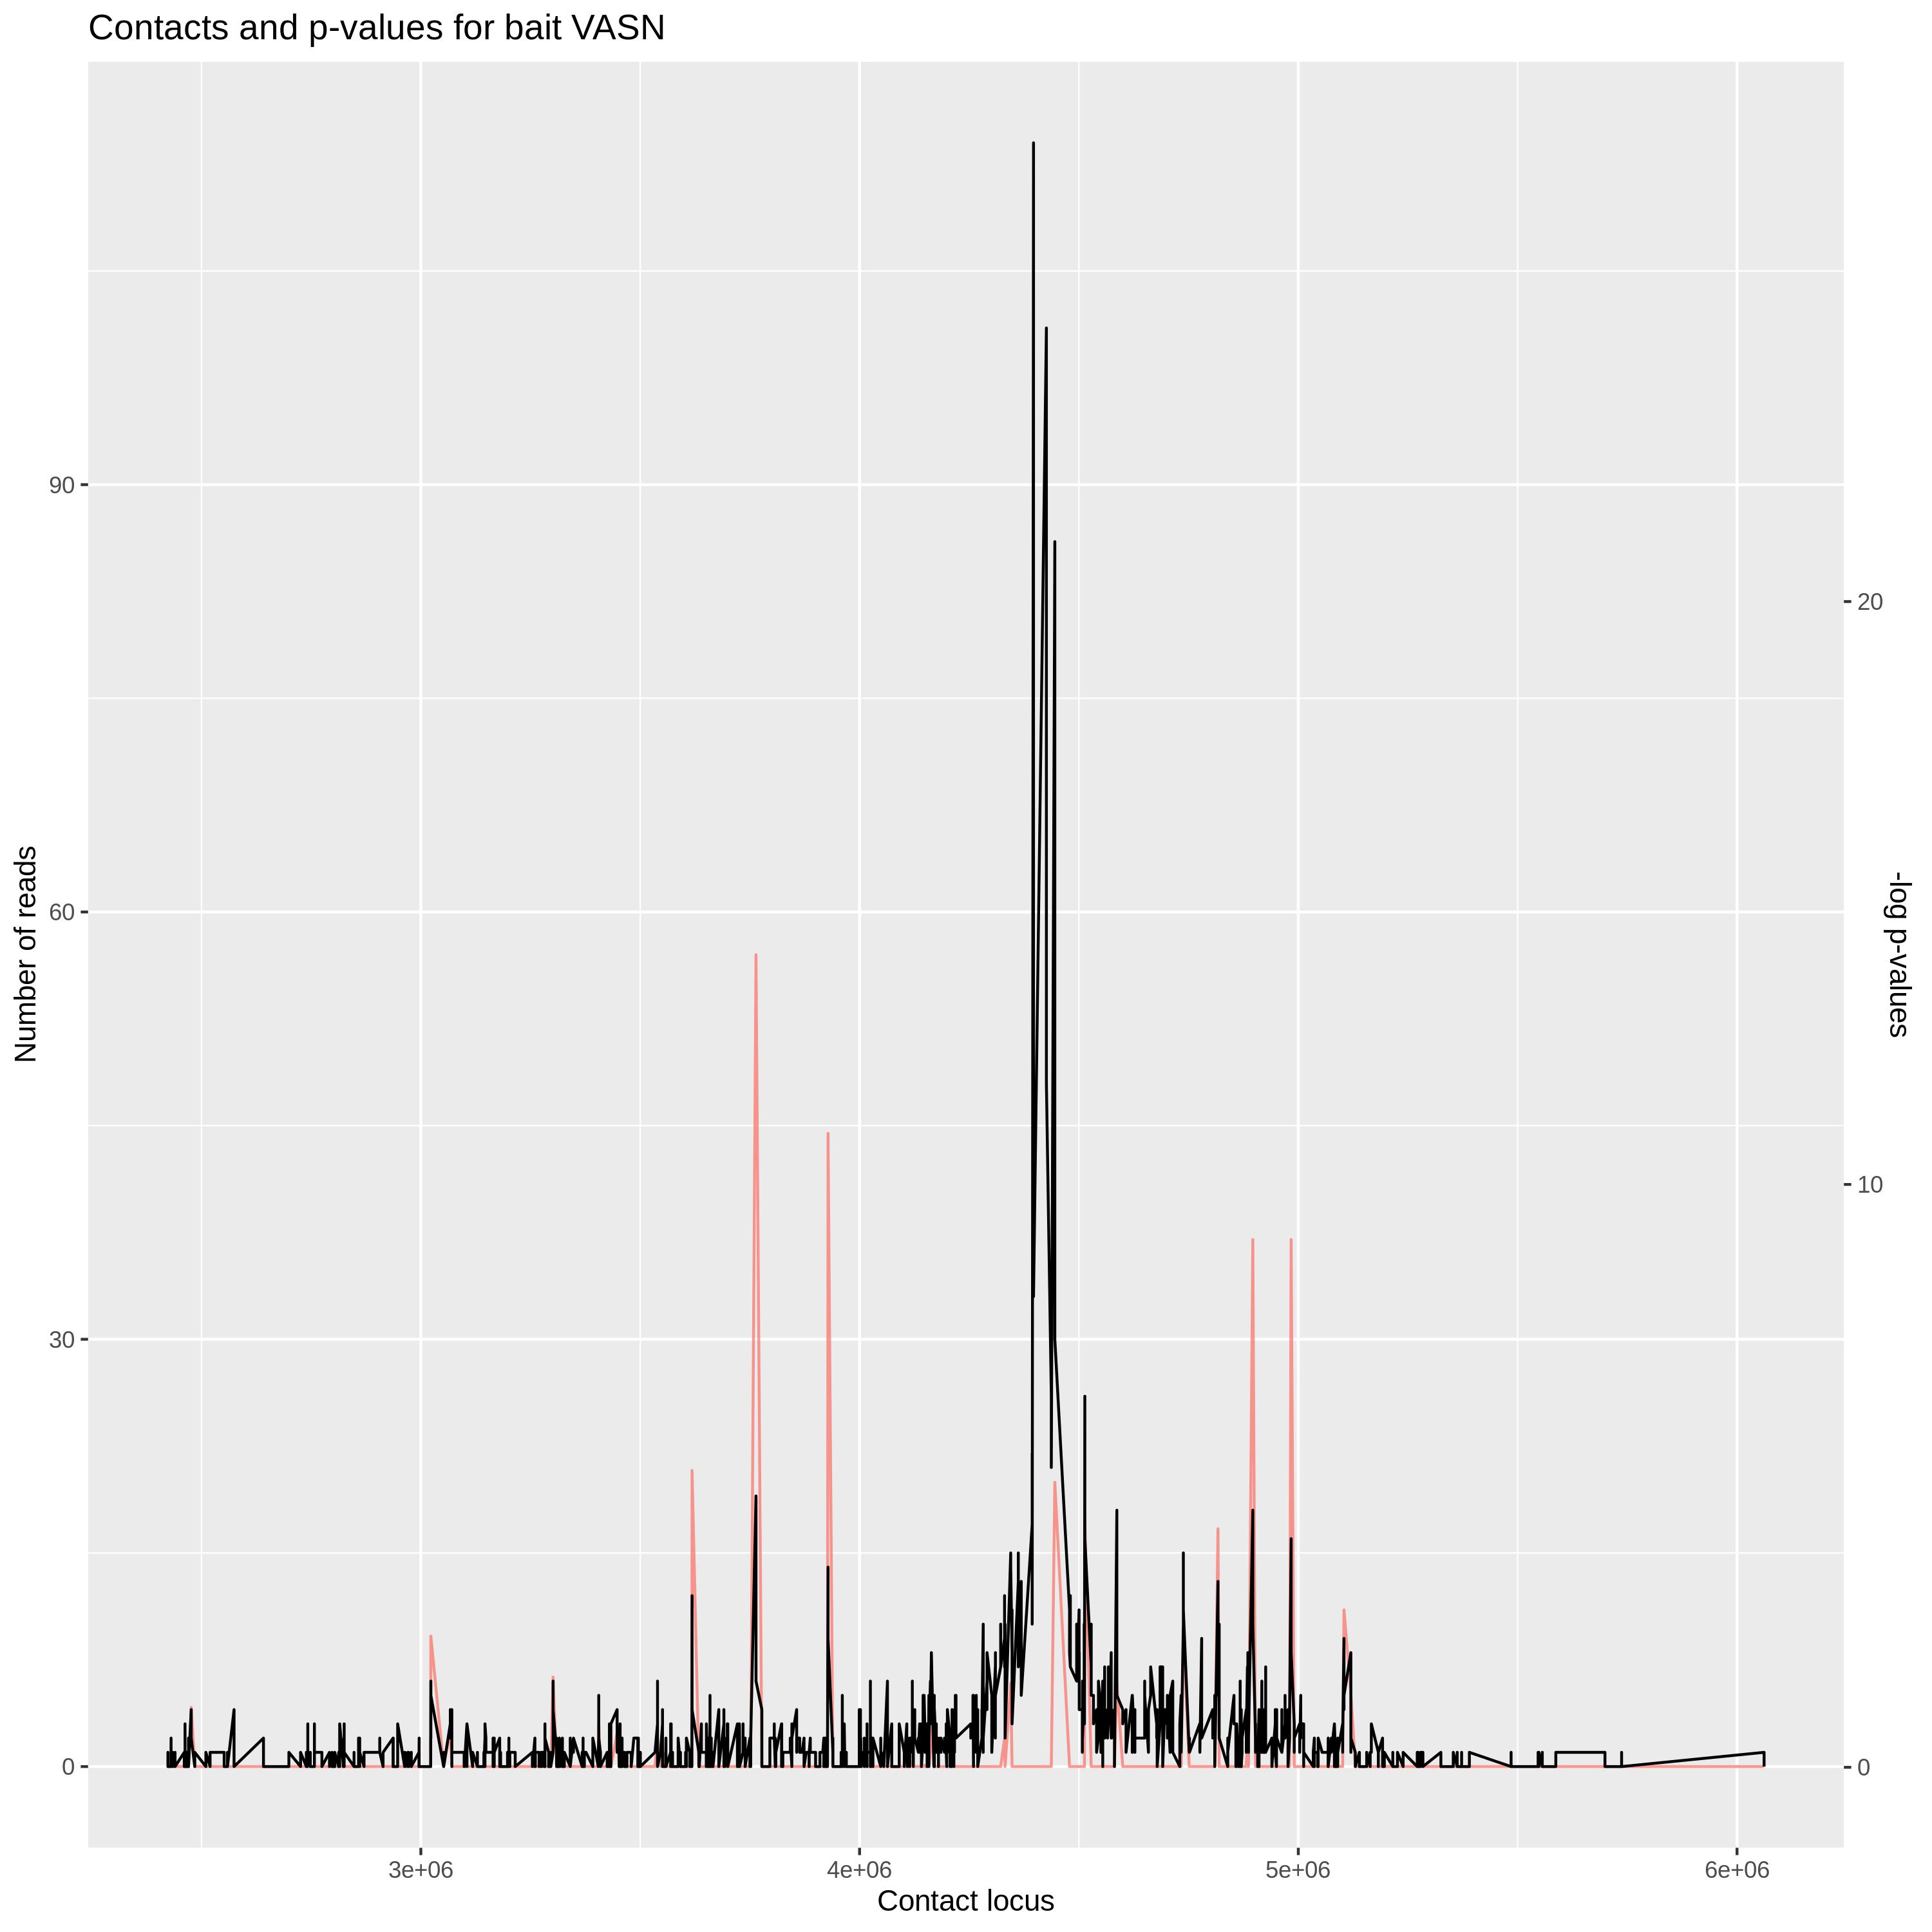 Contacts and p-values for bait VASN
Number of reads
90
60
30
0
20
10
0
-log p-values
3e+06
4e+06
5e+06
6e+06
Contact locus